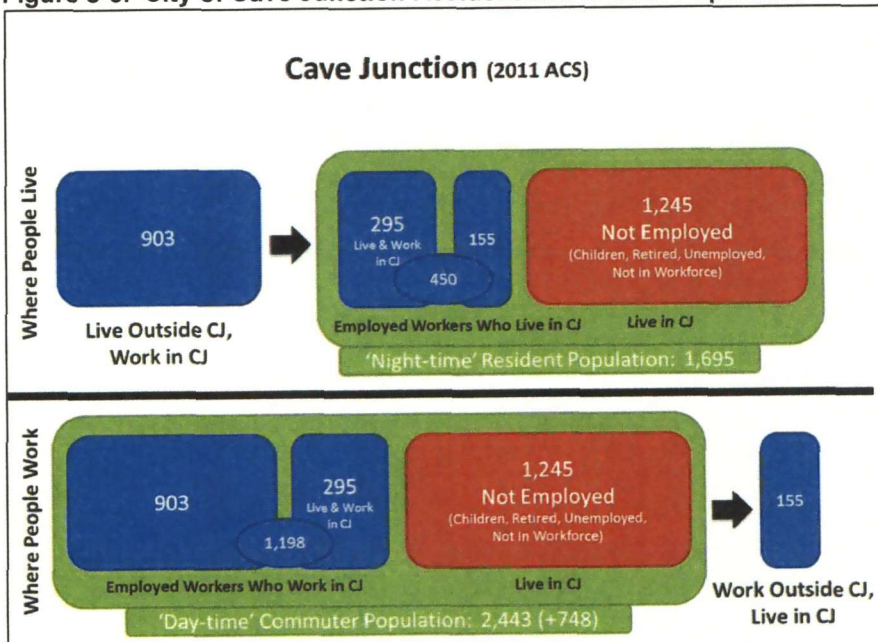 Cave Junction (2011 ACS)
Where People Live
903
Live Outside CJ,
Work in CJ
295
Live & Work
in CJ
155
450
Employed Workers Who Live in CJ
1,245
Not Employed
(Children, Retired, Unemployed,
Not in Workforce)
Live in CJ
'Night-time' Resident Population: 1,695
Where People Work
903
295
Live & Work
in CJ
1,198
Employed Workers Who Work in CJ
1,245
Not Employed
(Children, Retired, Unemployed,
Not in Workforce)
Live in CJ
155
Work Outside CJ,
Live in CJ
'Day-time' Commuter Population: 2,443 (+748)